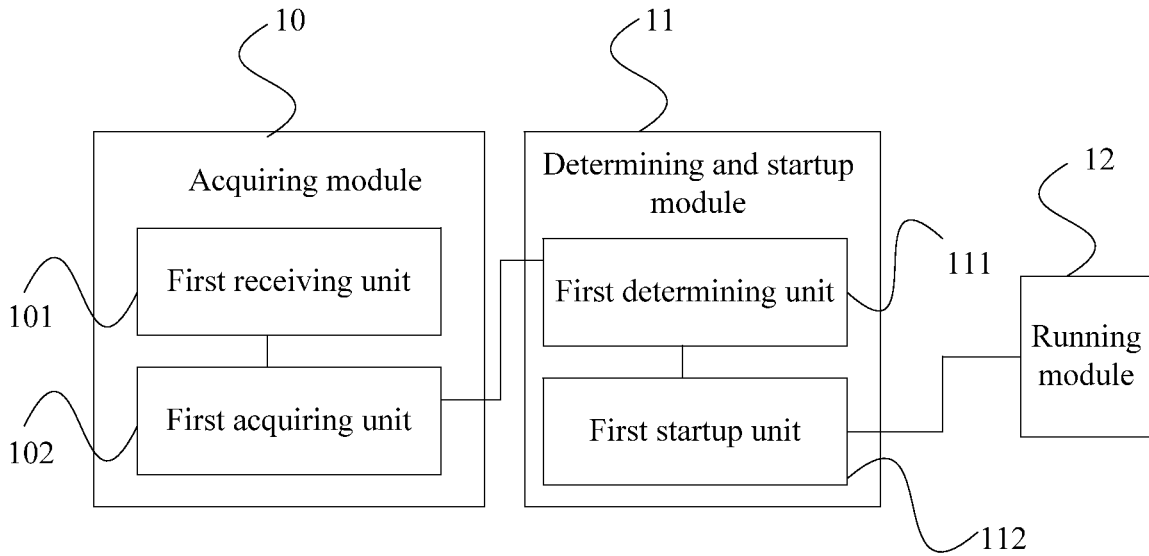 10
11
12
Acquiring module
Determining and startup
module
First receiving unit
First determining unit
111
101
Running
module
First acquiring unit
First startup unit
102
112